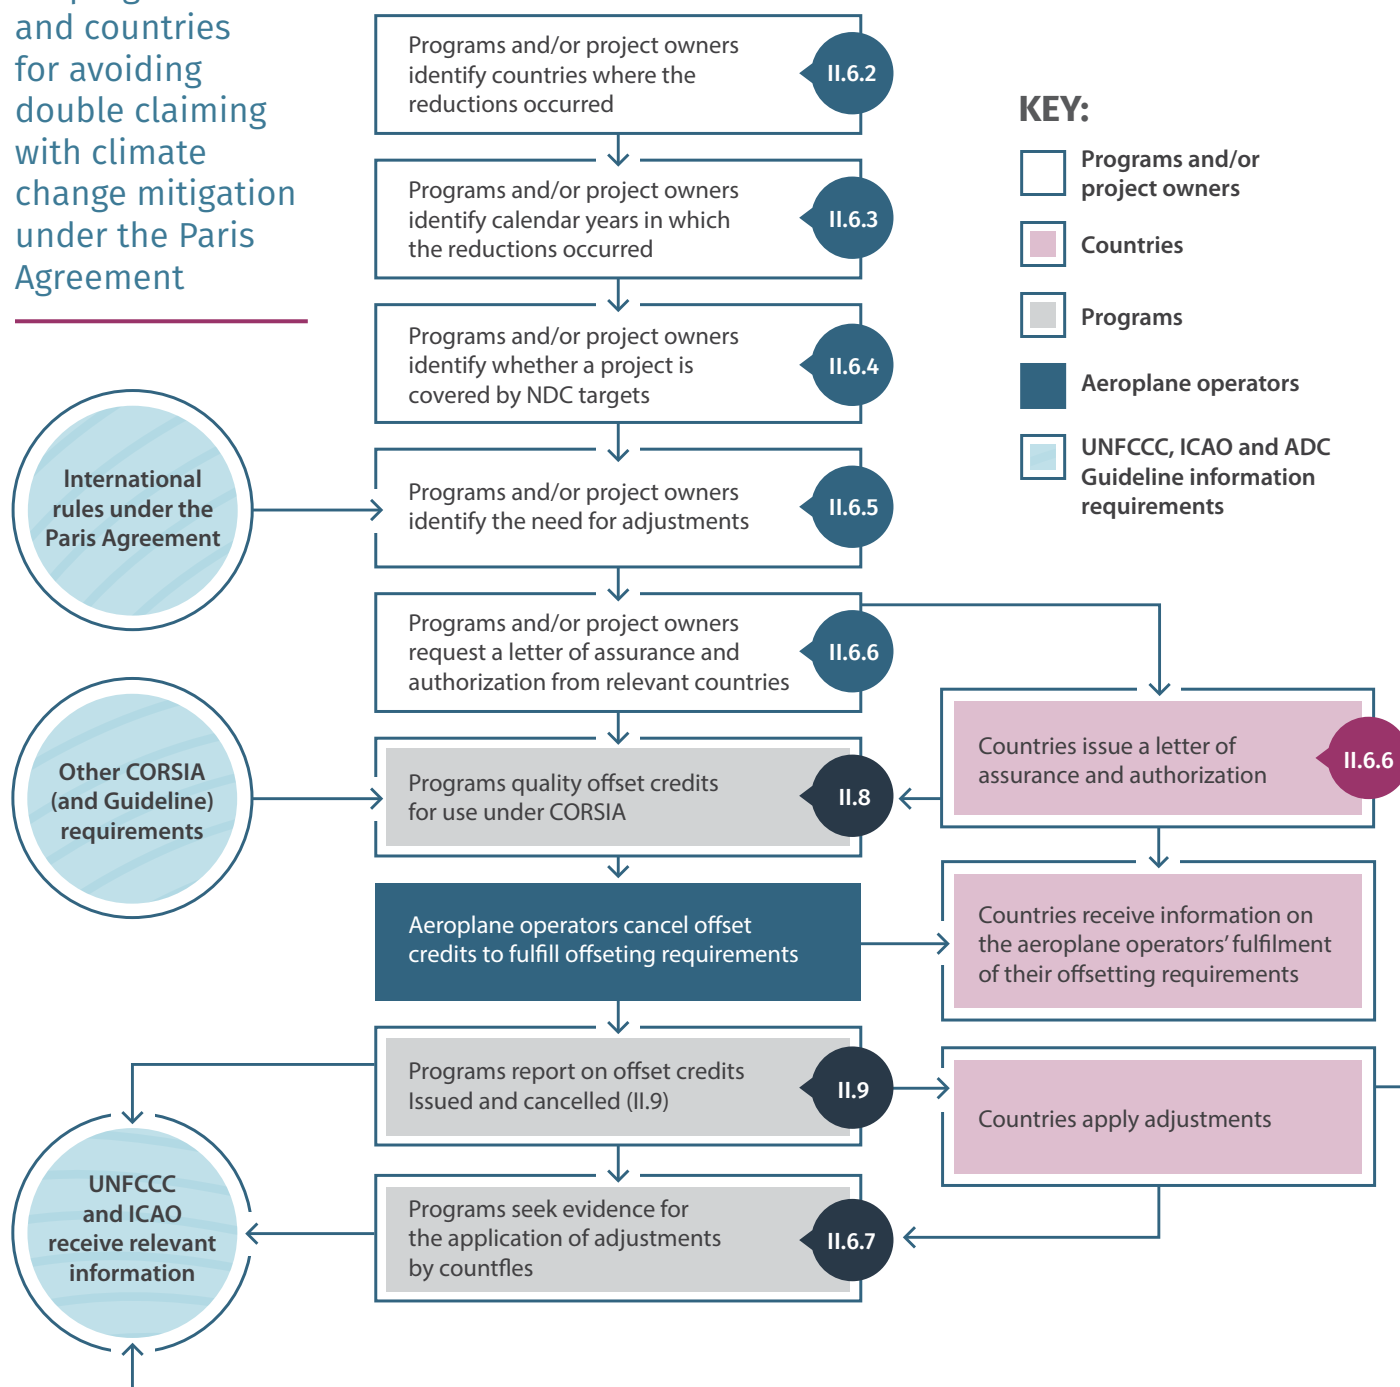 and countries
for avoiding
double claiming
with climate
change mitigation
under the Paris
Agreement
Programs and/or project owners
identify countries where the
reductions occurred
II.6.2
Programs and/or project owners
identify calendar years in which
the reductions occurred
II.6.3
Programs and/or project owners
identify whether a project is
covered by NDC targets
II.6.4
Programs and/or project owners
identify the need for adjustments
II.6.5
Programs and/or project owners
request a letter of assurance and
authorization from relevant countries
II.6.6
Programs quality offset credits
for use under CORSIA
II.8
Aeroplane operators cancel offset
credits to fulfill offseting requirements
Programs report on offset credits
Issued and cancelled (II.9)
II.9
Programs seek evidence for
the application of adjustments
by countfles
II.6.7
International
rules under the
Paris Agreement
Other CORSIA
(and Guideline)
requirements
UNFCCC
and ICAO
receive relevant
information
KEY:
Programs and/or
project owners
Countries
Programs
Aeroplane operators
UNFCCC, ICAO and ADC
Guideline information
requirements
Countries issue a letter of
assurance and authorization
II.6.6
Countries receive information on
the aeroplane operators’ fulfilment
of their offsetting requirements
Countries apply adjustments